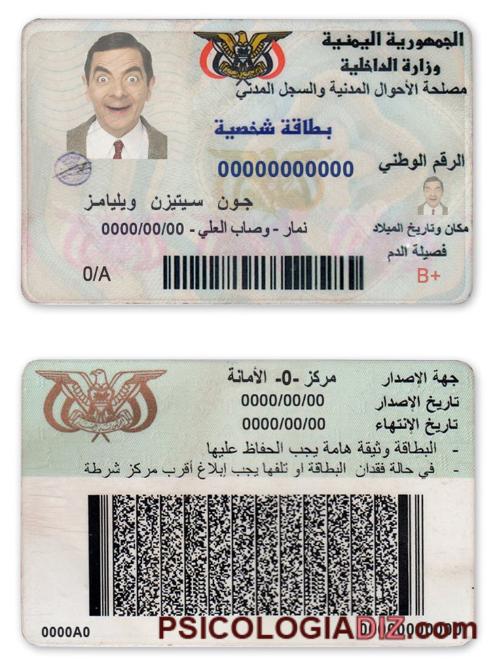 الجمهورية اليمنية
وزارة الداخلية
مصلحة الأحوال المدنية والسجل المدني
بطاقة شخصية
الرقم الوطني 00000000000
جون سيتيزن ويليامز
مكان وتاريخ الميلاد نمار - وصاب العلي - 0000/00/00
فصيلة الدم B+
0/A
جهة الإصدار مركز -0- الأمانة
تاريخ الإصدار 0000/00/00
تاريخ الإنتهاء 0000/00/00
- البطاقة وثيقة هامة يجب الحفاظ عليها
- في حالة فقدان البطاقة او تلفها يجب إبلاغ أقرب مركز شرطة
0000A0 00000000000
PSICOLOGIADIZ.com